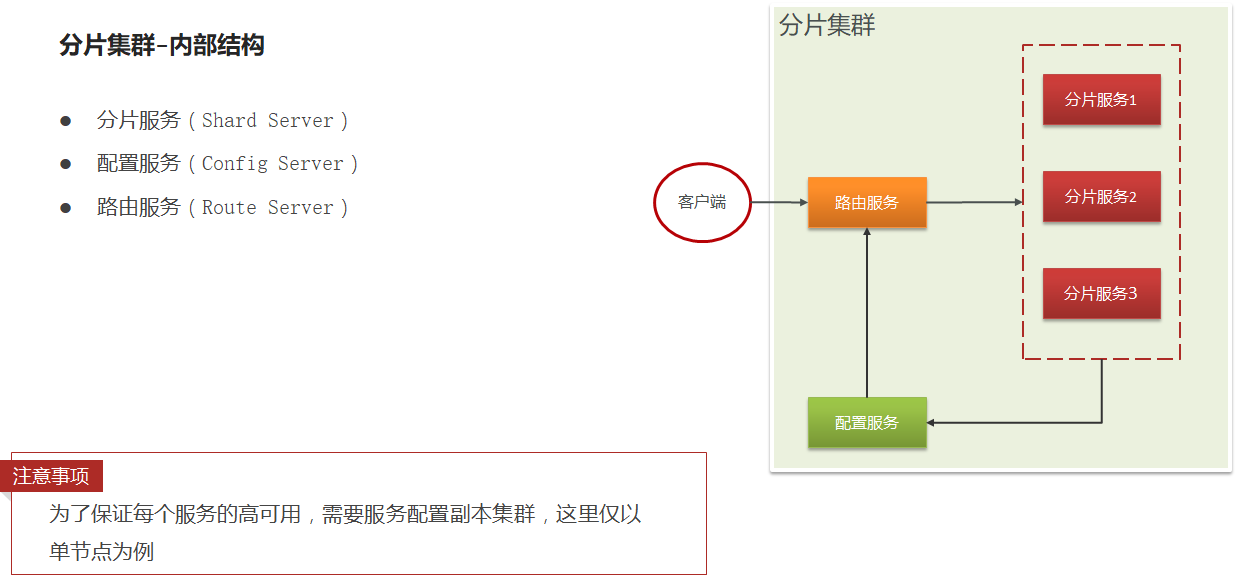 分片集群-内部结构
● 分片服务（Shard Server）
● 配置服务（Config Server）
● 路由服务（Route Server）
分片集群
分片服务1
分片服务2
分片服务3
客户端
路由服务
配置服务
注意事项
为了保证每个服务的高可用，需要服务配置副本集群，这里仅以
单节点为例